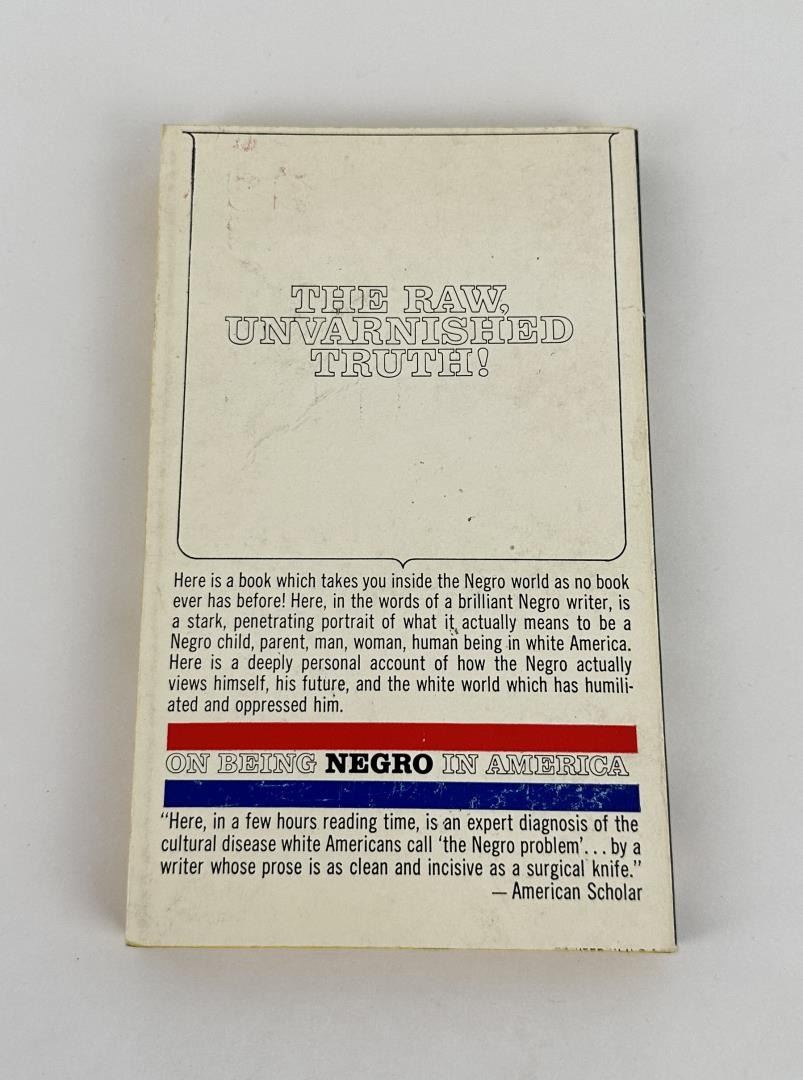 THE RAW,
UNVARNISHED
TRUTH!
Here is a book which takes you inside the Negro world as no book
ever has before! Here, in the words of a brilliant Negro writer, is
a stark, penetrating portrait of what it actually means to be a
Negro child, parent, man, woman, human being in white America.
Here is a deeply personal account of how the Negro actually
views himself, his future, and the white world which has humili-
ated and oppressed him.
ON BEING NEGRO IN AMERICA
“Here, in a few hours reading time, is an expert diagnosis of the
cultural disease white Americans call ‘the Negro problem’... by a
writer whose prose is as clean and incisive as a surgical knife.”
— American Scholar